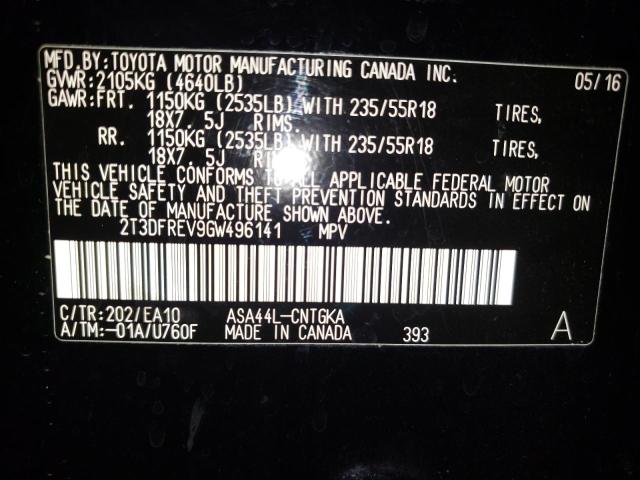 MFD.BY:TOYOTA MOTOR MANUFACTURING CANADA INC. 05/16
GVWR:2105KG (4640LB)
GAWR:FRT. 1150KG (2535LB) WITH 235/55R18 TIRES,
18X7.5J RIMS.
RR. 1150KG (2535LB) WITH 235/55R18 TIRES,
18X7.5J
THIS VEHICLE CONFORMS TO ALL APPLICABLE FEDERAL MOTOR
VEHICLE SAFETY AND THEFT PREVENTION STANDARDS IN EFFECT ON
THE DATE OF MANUFACTURE SHOWN ABOVE.
2T3DFREV9GW496141 MPV
C/TR:202/EA10 ASA44L-CNTGKA
A/TM:-01A/U760F MADE IN CANADA 393 A